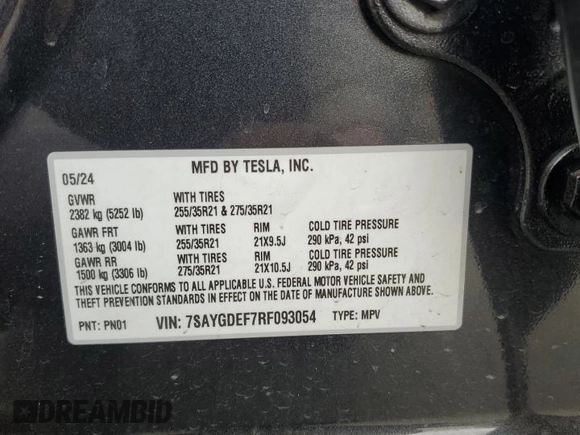 MFD BY TESLA, INC.
05/24
GVWR WITH TIRES
2382 kg (5252 lb) 255/35R21 & 275/35R21
GAWR FRT WITH TIRES RIM COLD TIRE PRESSURE
1363 kg (3004 lb) 255/35R21 21X9.5J 290 kPa, 42 psi
GAWR RR WITH TIRES RIM COLD TIRE PRESSURE
1500 kg (3306 lb) 275/35R21 21X10.5J 290 kPa, 42 psi
THIS VEHICLE CONFORMS TO ALL APPLICABLE U.S. FEDERAL MOTOR VEHICLE SAFETY AND
THEFT PREVENTION STANDARDS IN EFFECT ON THE DATE OF MANUFACTURE SHOWN ABOVE.
PNT: PN01 VIN: 7SAYGDEF7RF093054 TYPE: MPV
DREAMBID